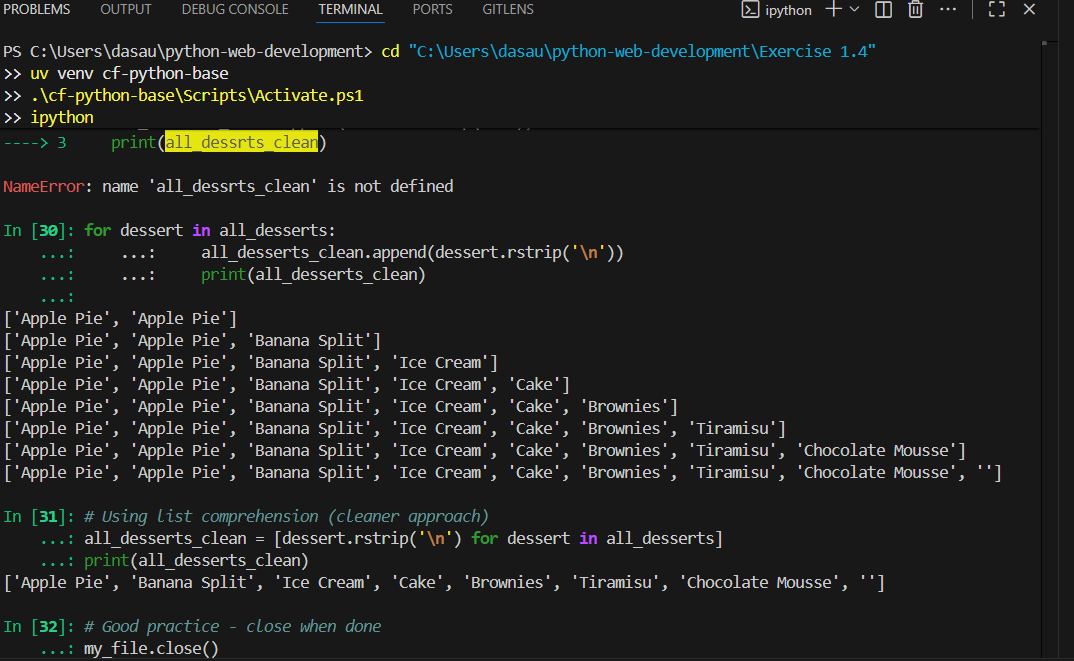 PROBLEMS OUTPUT DEBUG CONSOLE TERMINAL PORTS GITLENS ipython
PS C:\Users\dasau\python-web-development> cd "C:\Users\dasau\python-web-development\Exercise 1.4"
>> uv venv cf-python-base
>> .\cf-python-base\Scripts\Activate.ps1
>> ipython
----> 3     print(all_dessrts_clean)
NameError: name 'all_dessrts_clean' is not defined
In [30]: for dessert in all_desserts:
    ...:     ...:     all_desserts_clean.append(dessert.rstrip('\n'))
    ...:     ...:     print(all_desserts_clean)
    ...:
['Apple Pie', 'Apple Pie']
['Apple Pie', 'Apple Pie', 'Banana Split']
['Apple Pie', 'Apple Pie', 'Banana Split', 'Ice Cream']
['Apple Pie', 'Apple Pie', 'Banana Split', 'Ice Cream', 'Cake']
['Apple Pie', 'Apple Pie', 'Banana Split', 'Ice Cream', 'Cake', 'Brownies']
['Apple Pie', 'Apple Pie', 'Banana Split', 'Ice Cream', 'Cake', 'Brownies', 'Tiramisu']
['Apple Pie', 'Apple Pie', 'Banana Split', 'Ice Cream', 'Cake', 'Brownies', 'Tiramisu', 'Chocolate Mousse']
['Apple Pie', 'Apple Pie', 'Banana Split', 'Ice Cream', 'Cake', 'Brownies', 'Tiramisu', 'Chocolate Mousse', '']
In [31]: # Using list comprehension (cleaner approach)
    ...: all_desserts_clean = [dessert.rstrip('\n') for dessert in all_desserts]
    ...: print(all_desserts_clean)
['Apple Pie', 'Banana Split', 'Ice Cream', 'Cake', 'Brownies', 'Tiramisu', 'Chocolate Mousse', '']
In [32]: # Good practice - close when done
    ...: my_file.close()